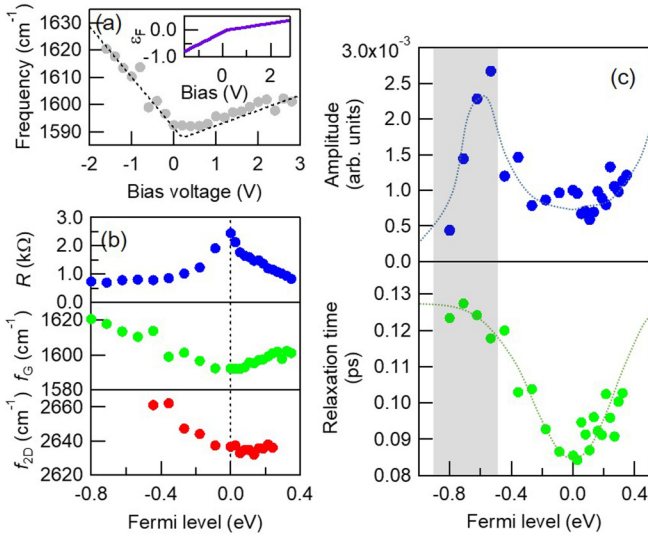 (a)
Frequency (cm⁻¹)
1630
1620
1610
1600
1590
-2 -1 0 1 2 3
Bias voltage (V)
εF
0.0
-1.0
0 2
Bias (V)
(b)
R (kΩ)
3.0
2.0
1.0
0.0
fG (cm⁻¹)
1620
1600
1580
f2D (cm⁻¹)
2660
2640
2620
-0.8 -0.4 0.0 0.4
Fermi level (eV)
(c)
Amplitude
(arb. units)
3.0x10⁻³
2.5
2.0
1.5
1.0
0.5
0.0
Relaxation time
(ps)
0.13
0.12
0.11
0.10
0.09
0.08
-0.8 -0.4 0.0 0.4
Fermi level (eV)